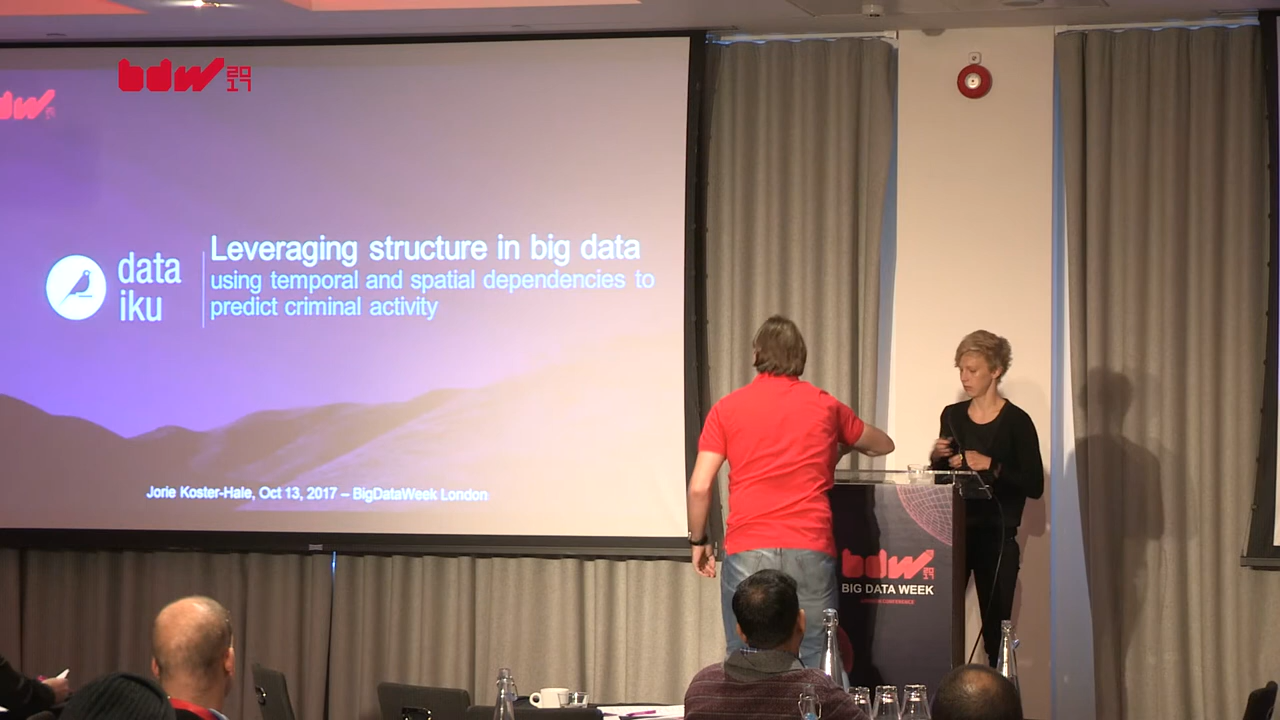 bdw 2017
dw
data
iku
Leveraging structure in big data
using temporal and spatial dependencies to
predict criminal activity
Jorie Koster-Hale, Oct 13, 2017 – BigDataWeek London
bdw 2017
BIG DATA WEEK